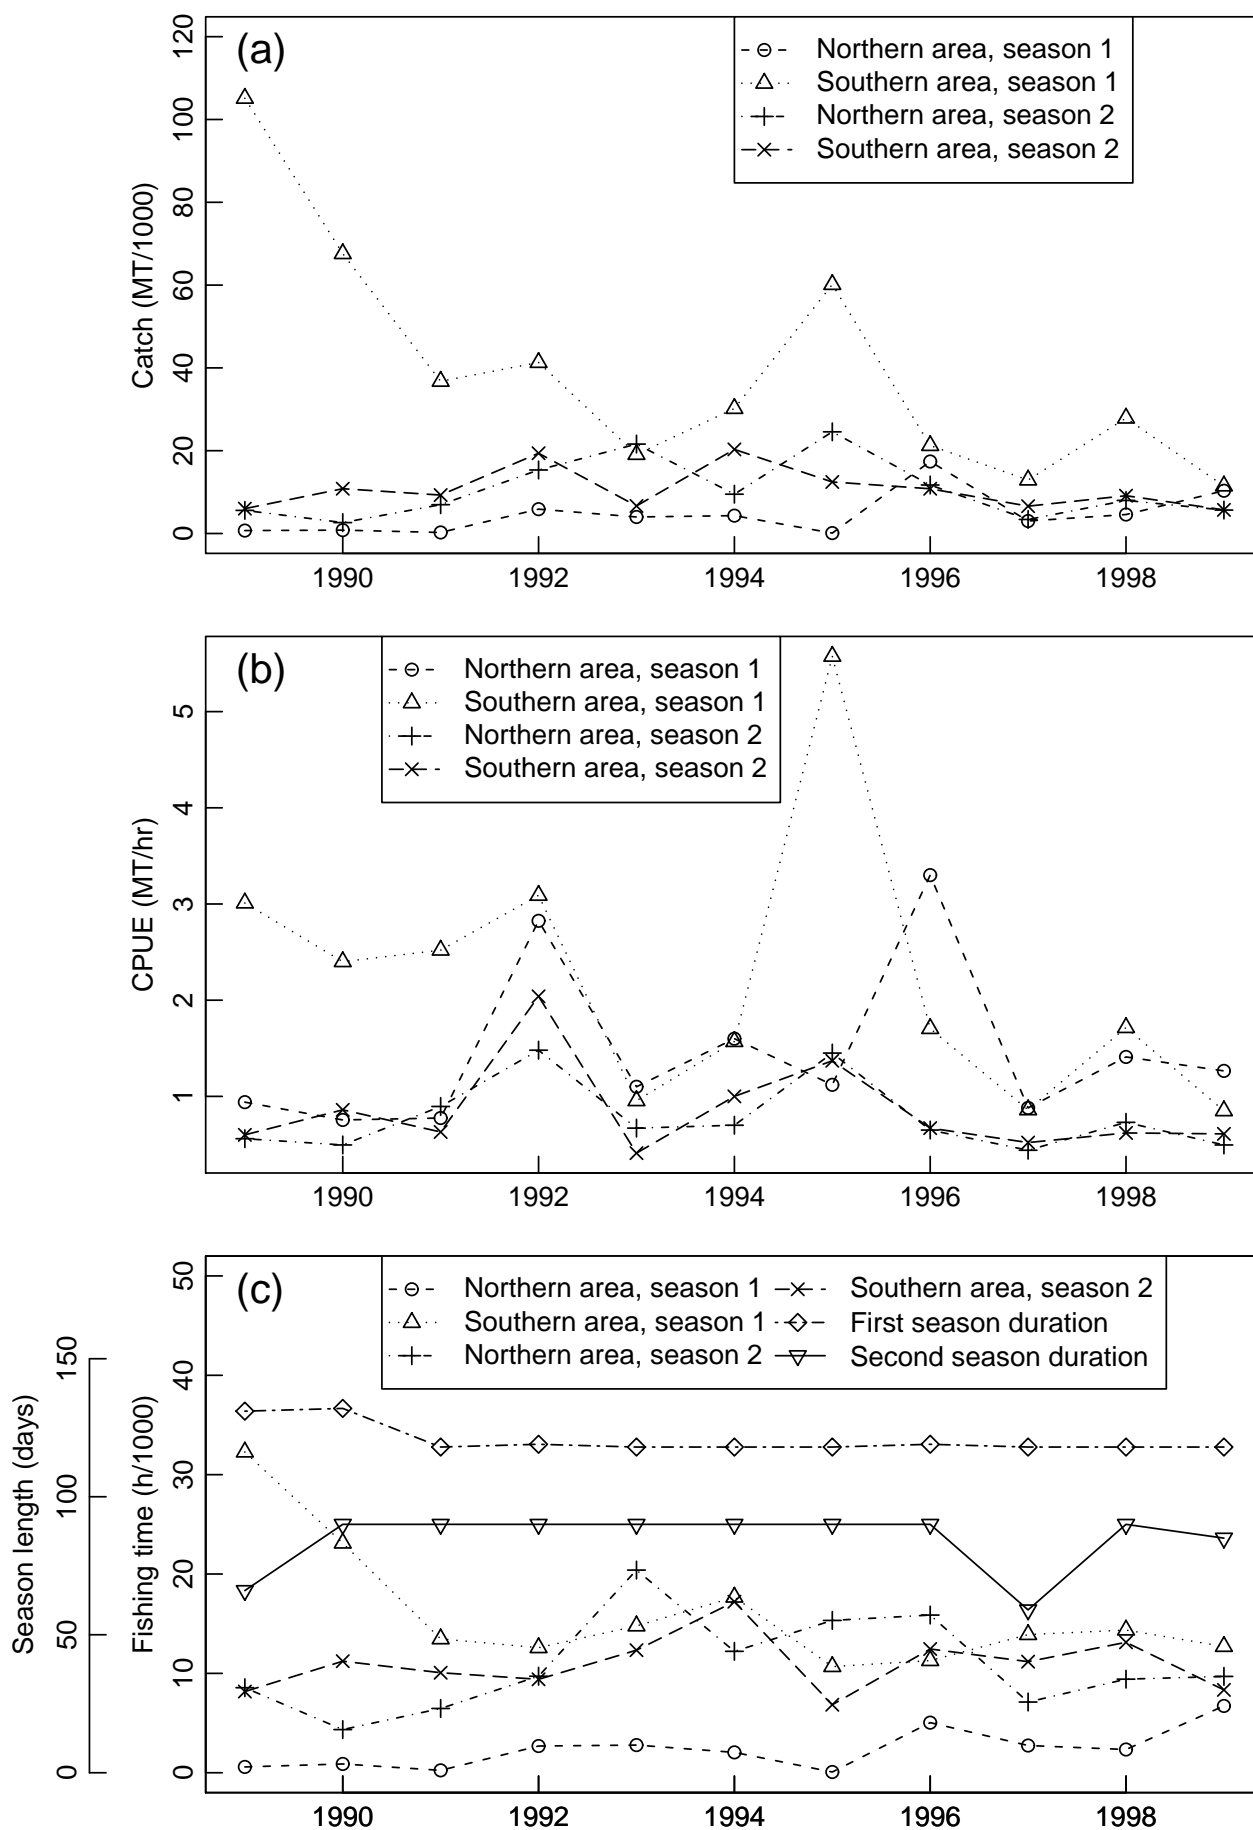 (a)
Northern area, season 1
Southern area, season 1
Northern area, season 2
Southern area, season 2
Catch (MT/1000)
120
100
80
60
40
20
0
1990 1992 1994 1996 1998
(b)
Northern area, season 1
Southern area, season 1
Northern area, season 2
Southern area, season 2
CPUE (MT/hr)
5
4
3
2
1
1990 1992 1994 1996 1998
(c)
Northern area, season 1 Southern area, season 2
Southern area, season 1 First season duration
Northern area, season 2 Second season duration
Season length (days)
150
100
50
0
Fishing time (h/1000)
50
40
30
20
10
0
1990 1992 1994 1996 1998